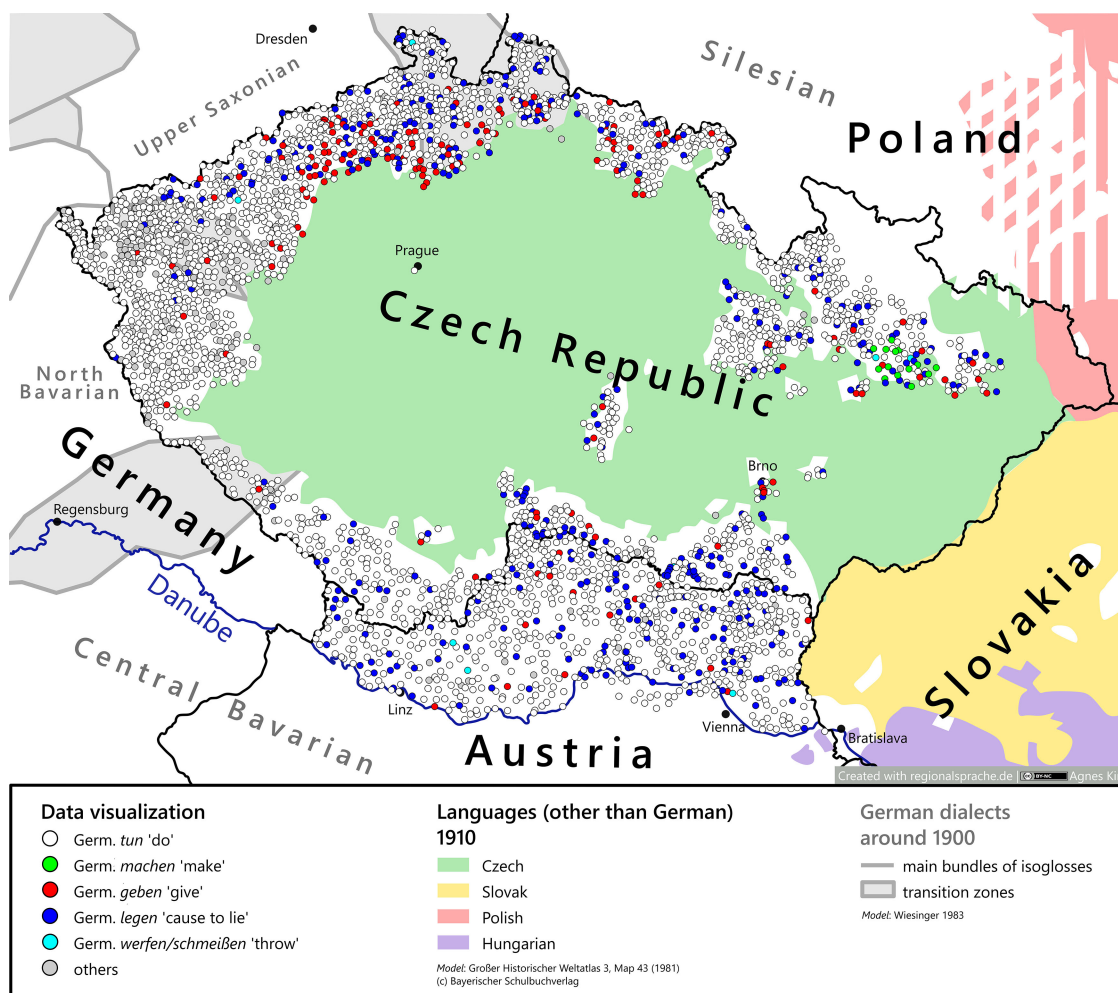 Dresden
Upper Saxonian
Silesian
Poland
Prague
Czech Republic
North
Bavarian
Germany
Regensburg
Brno
Danube
Slovakia
Central Bavarian
Linz
Vienna
Bratislava
Austria
Created with regionalsprache.de | cc BY-NC Agnes
Data visualization
Germ. tun 'do'
Germ. machen 'make'
Germ. geben 'give'
Germ. legen 'cause to lie'
Germ. werfen/schmeißen 'throw'
others
Languages (other than German)
1910
Czech
Slovak
Polish
Hungarian
Model: Großer Historischer Weltatlas 3, Map 43 (1981)
(c) Bayerischer Schulbuchverlag
German dialects
around 1900
main bundles of isoglosses
transition zones
Model: Wiesinger 1983